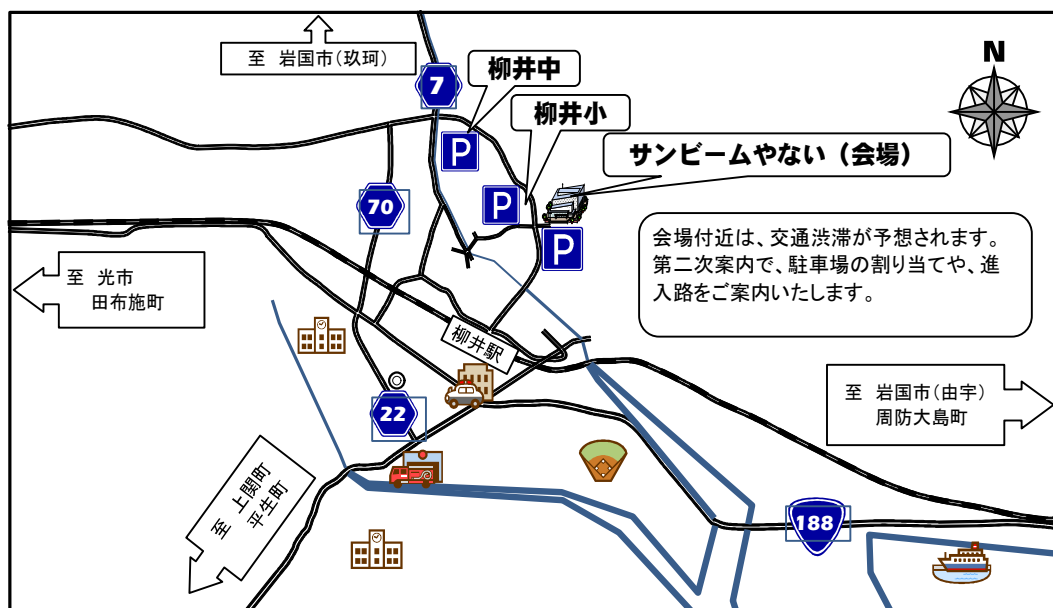 至 岩国市(玖珂)
N
7
柳井中
柳井小
P
サンビームやない(会場)
70
P
P
会場付近は、交通渋滞が予想されます。
第二次案内で、駐車場の割り当てや、進
入路をご案内いたします。
至 光市
田布施町
柳井駅
22
至 岩国市(由宇)
周防大島町
至 上関町
平生町
188